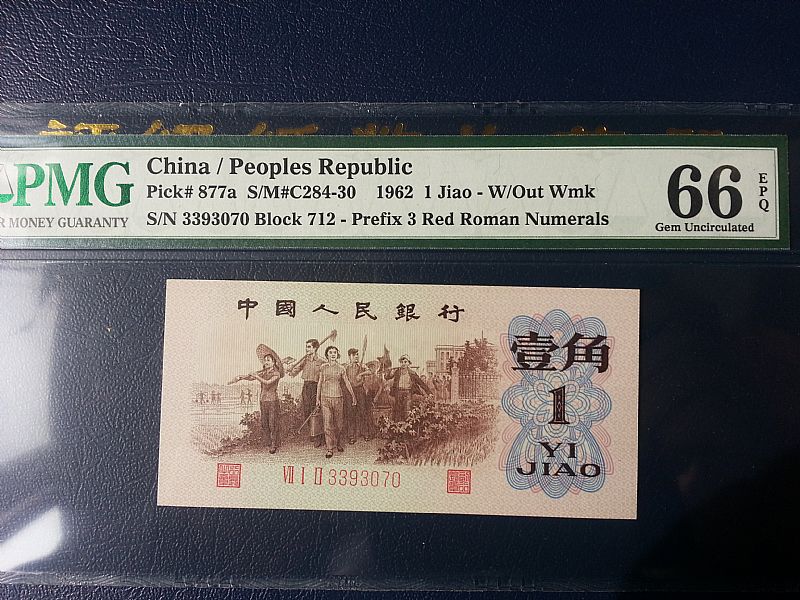 PMG
R MONEY GUARANTY
China / Peoples Republic
Pick# 877a S/M#C284-30 1962 1 Jiao - W/Out Wmk
S/N 3393070 Block 712 - Prefix 3 Red Roman Numerals
66
EPQ
Gem Uncirculated
中國人民銀行
壹角
1
YI
JIAO
VII I II 3393070